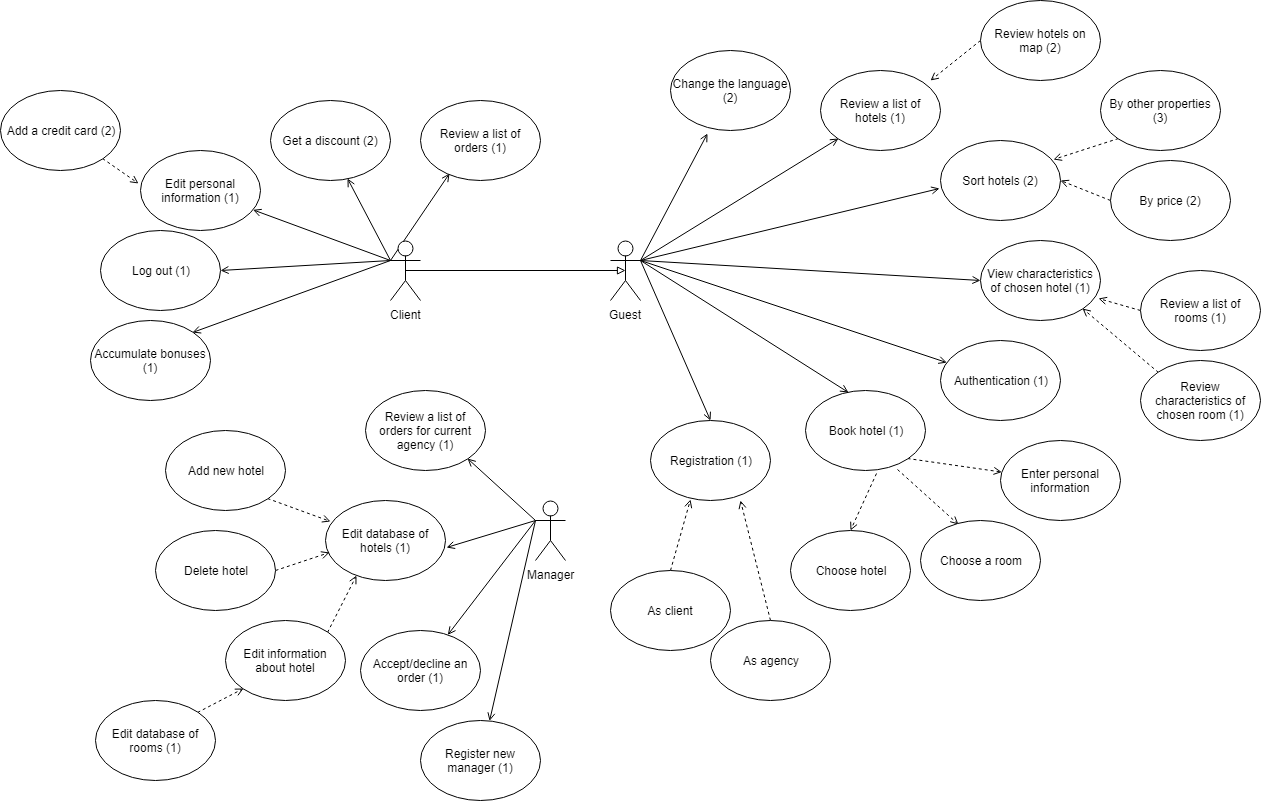 Review hotels on
map (2)
Change the language
(2)
Review a list of
hotels (1)
By other properties
(3)
Add a credit card (2)
Get a discount (2)
Review a list of
orders (1)
Edit personal
information (1)
Sort hotels (2)
By price (2)
Log out (1)
View characteristics
of chosen hotel (1)
Review a list of
rooms (1)
Client
Guest
Accumulate bonuses
(1)
Authentication (1)
Review
characteristics of
chosen room (1)
Review a list of
orders for current
agency (1)
Book hotel (1)
Registration (1)
Add new hotel
Enter personal
information
Edit database of
hotels (1)
Manager
Delete hotel
Choose hotel
Choose a room
As client
Edit information
about hotel
Accept/decline an
order (1)
As agency
Edit database of
rooms (1)
Register new
manager (1)